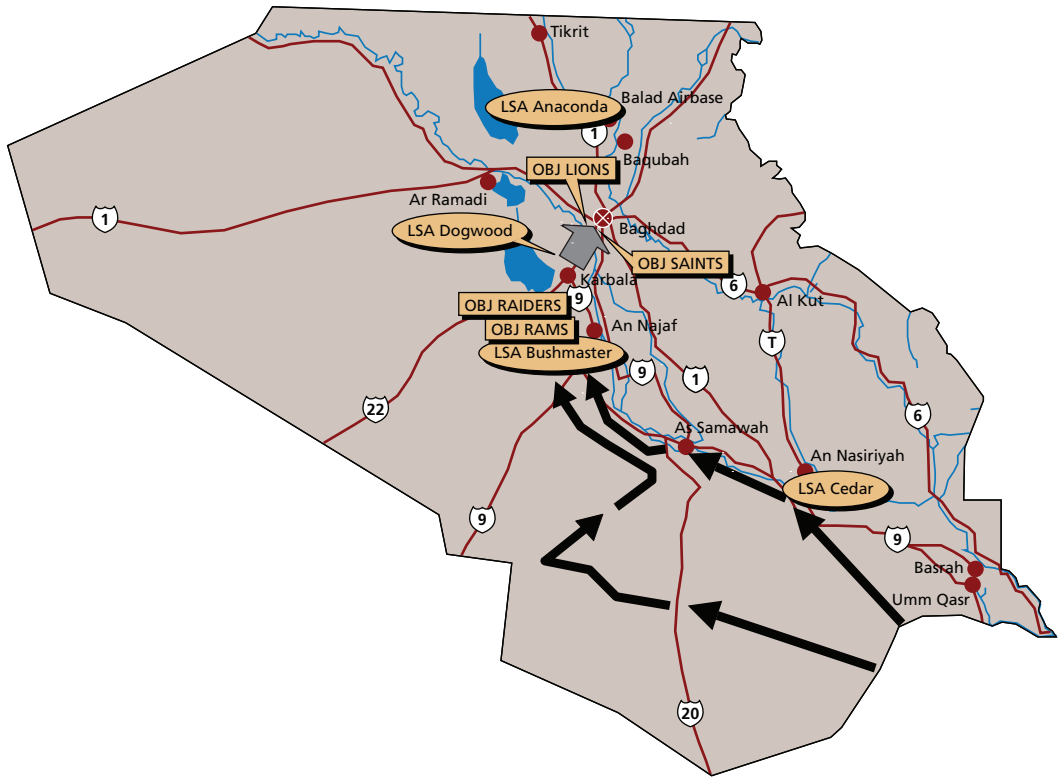 Tikrit
LSA Anaconda
Balad Airbase
1
Baqubah
OBJ LIONS
Ar Ramadi
1
LSA Dogwood
Baghdad
OBJ SAINTS
Karbala
6
Al Kut
OBJ RAIDERS
9
OBJ RAMS
An Najaf
T
LSA Bushmaster
9
1
22
6
As Samawah
An Nasiriyah
LSA Cedar
9
9
Basrah
Umm Qasr
20